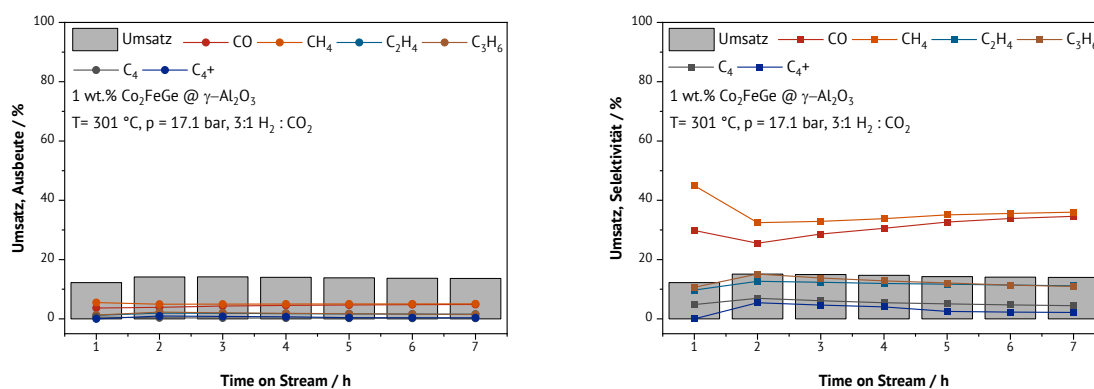 100
80
60
40
20
0
Umsatz, Ausbeute / %
Umsatz CO CH₄ C₂H₄ C₃H₆
C₄ C₄+
1 wt.% Co₂FeGe @ γ–Al₂O₃
T= 301 °C, p = 17.1 bar, 3:1 H₂ : CO₂
1 2 3 4 5 6 7
Time on Stream / h
100
80
60
40
20
0
Umsatz, Selektivität / %
Umsatz CO CH₄ C₂H₄ C₃H₆
C₄ C₄+
1 wt.% Co₂FeGe @ γ–Al₂O₃
T= 301 °C, p = 17.1 bar, 3:1 H₂ : CO₂
1 2 3 4 5 6 7
Time on Stream / h